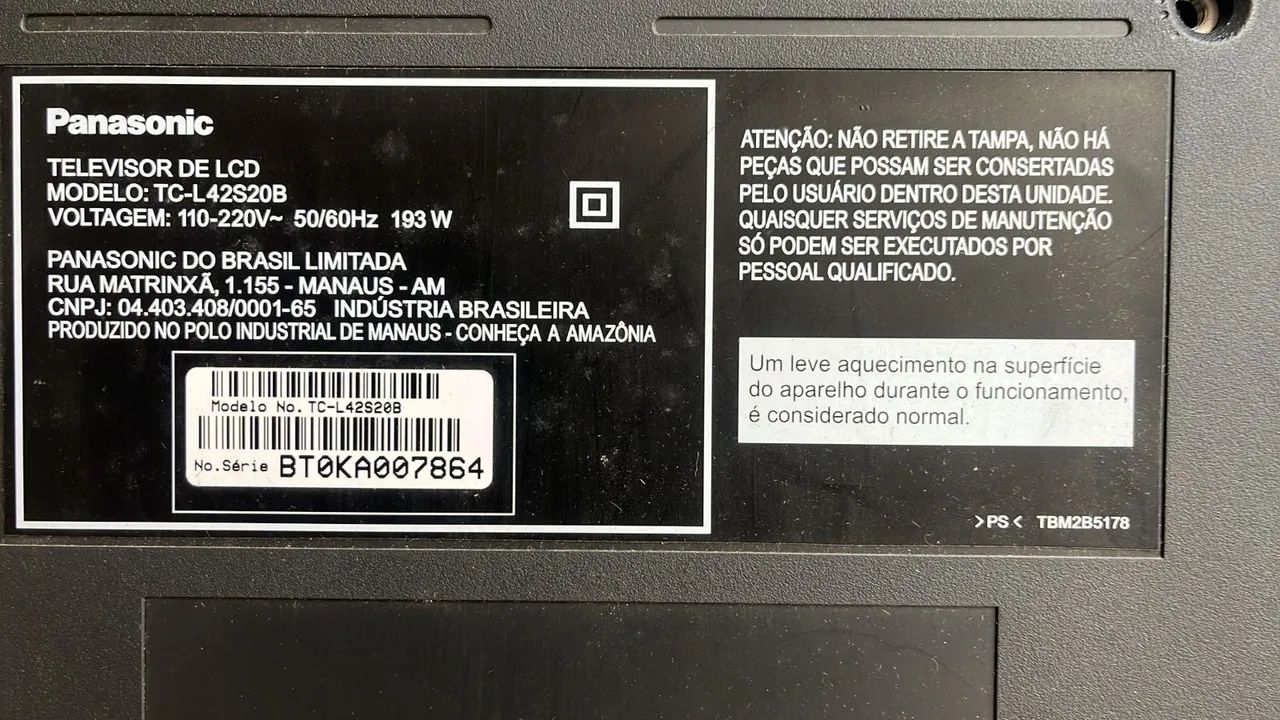 Panasonic
TELEVISOR DE LCD
MODELO: TC-L42S20B
VOLTAGEM: 110-220V~ 50/60Hz 193 W
PANASONIC DO BRASIL LIMITADA
RUA MATRINXÃ, 1.155 - MANAUS - AM
CNPJ: 04.403.408/0001-65 INDÚSTRIA BRASILEIRA
PRODUZIDO NO POLO INDUSTRIAL DE MANAUS - CONHEÇA A AMAZÔNIA
Modelo No. TC-L42S20B
No.Série BT0KA007864
ATENÇÃO: NÃO RETIRE A TAMPA, NÃO HÁ
PEÇAS QUE POSSAM SER CONSERTADAS
PELO USUÁRIO DENTRO DESTA UNIDADE.
QUAISQUER SERVIÇOS DE MANUTENÇÃO
SÓ PODEM SER EXECUTADOS POR
PESSOAL QUALIFICADO.
Um leve aquecimento na superfície
do aparelho durante o funcionamento,
é considerado normal.
>PS< TBM2B5178